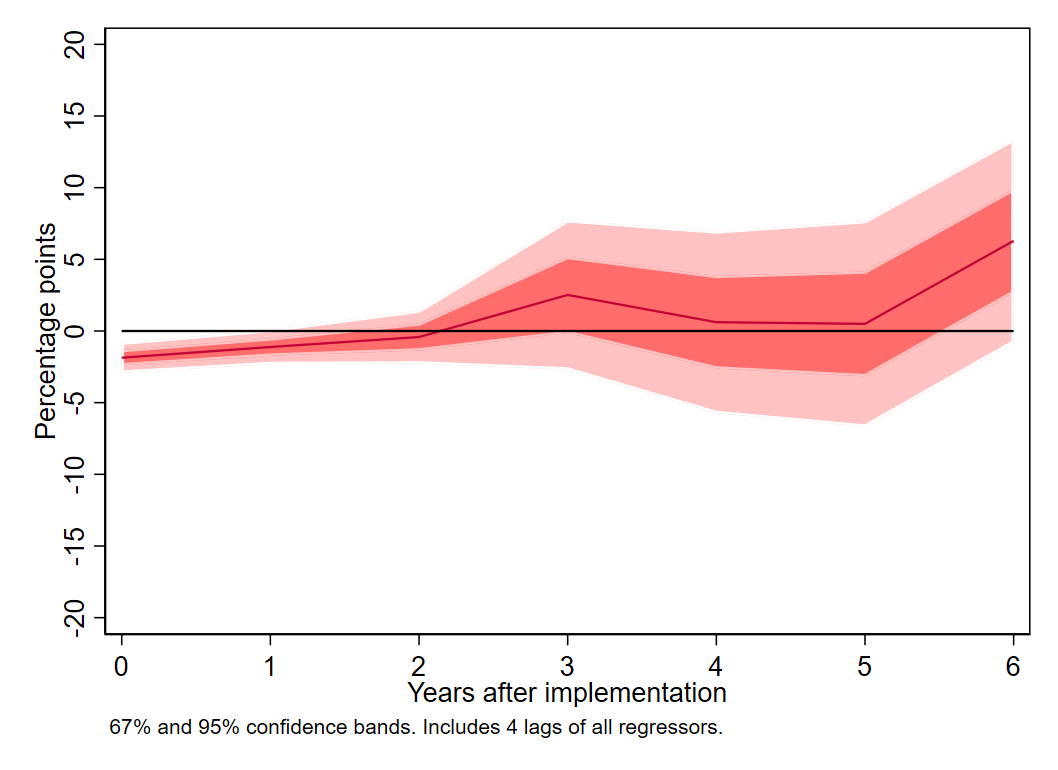 20
15
10
5
0
-5
-10
-15
-20
Percentage points
0 1 2 3 4 5 6
Years after implementation
67% and 95% confidence bands. Includes 4 lags of all regressors.